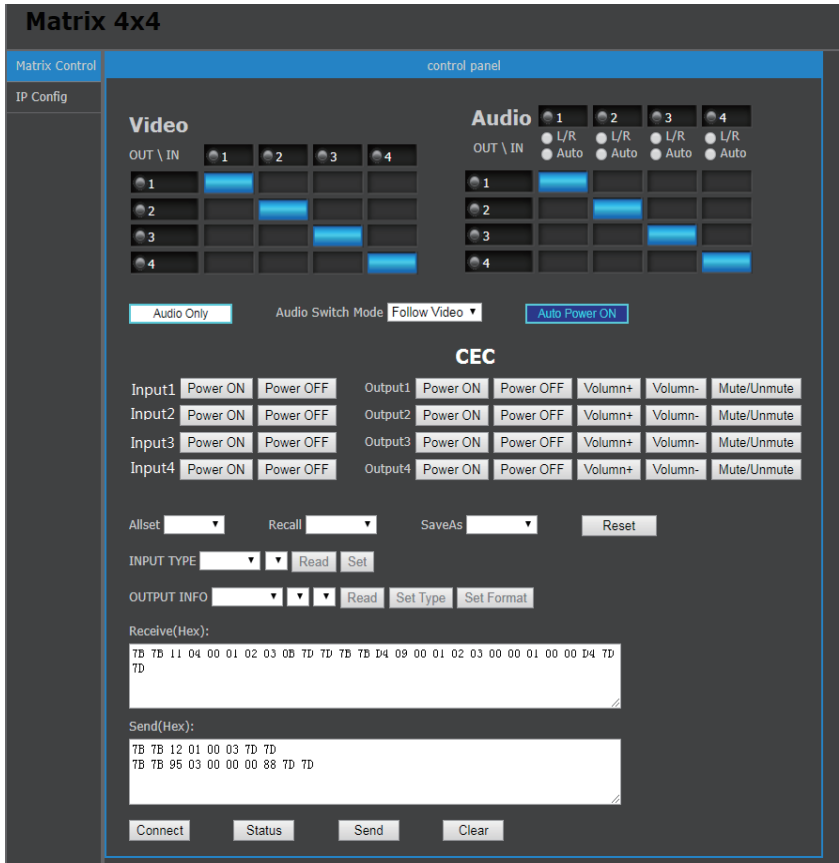 Matrix 4x4
Matrix Control
control panel
IP Config
Video
OUT \ IN 1 2 3 4
1
2
3
4
Audio 1 2 3 4
OUT \ IN L/R L/R L/R L/R
Auto Auto Auto Auto
1
2
3
4
Audio Only Audio Switch Mode Follow Video Auto Power ON
CEC
Input1 Power ON Power OFF Output1 Power ON Power OFF Volumn+ Volumn- Mute/Unmute
Input2 Power ON Power OFF Output2 Power ON Power OFF Volumn+ Volumn- Mute/Unmute
Input3 Power ON Power OFF Output3 Power ON Power OFF Volumn+ Volumn- Mute/Unmute
Input4 Power ON Power OFF Output4 Power ON Power OFF Volumn+ Volumn- Mute/Unmute
Allset Recall SaveAs Reset
INPUT TYPE Read Set
OUTPUT INFO Read Set Type Set Format
Receive(Hex):
7B 7B 11 04 00 01 02 03 0B 7D 7D 7B 7B D4 09 00 01 02 03 00 00 01 00 00 D4 7D
7D
Send(Hex):
7B 7B 12 01 00 03 7D 7D
7B 7B 95 03 00 00 00 88 7D 7D
Connect Status Send Clear